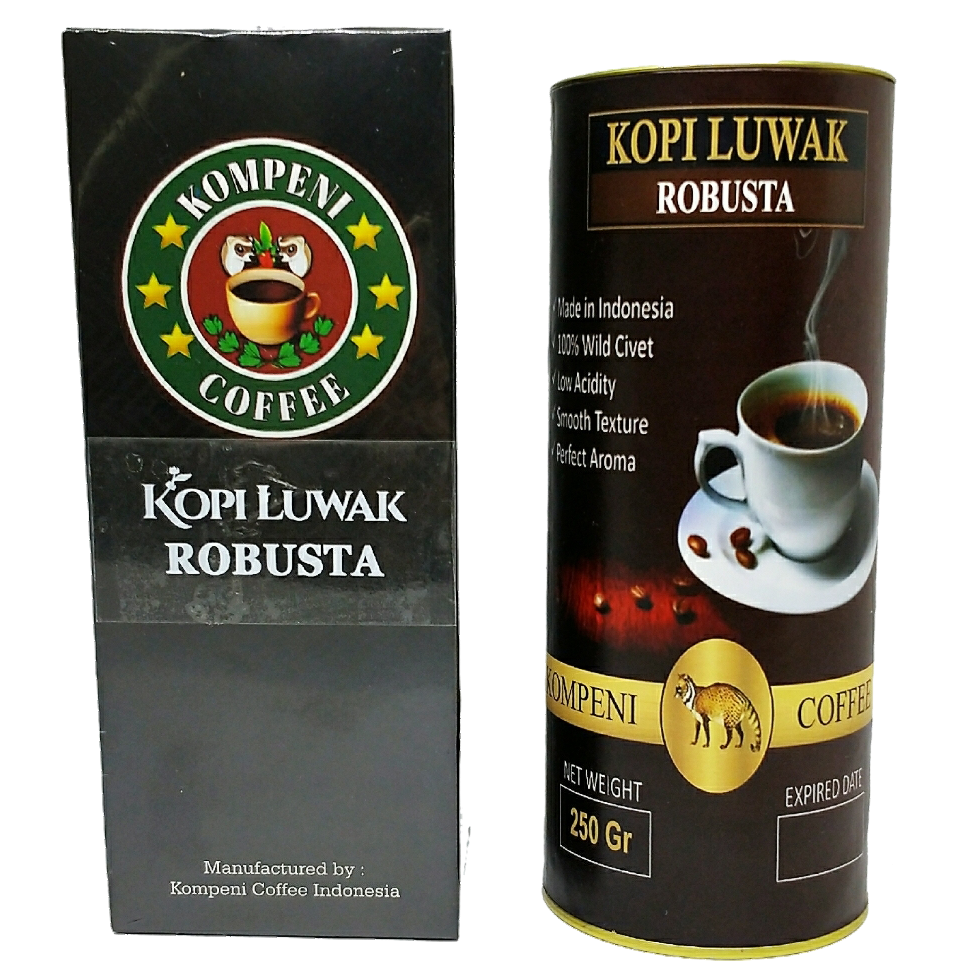 KOMPENI
COFFEE
KOPI LUWAK
ROBUSTA
Manufactured by :
Kompeni Coffee Indonesia
KOPI LUWAK
ROBUSTA
Made in Indonesia
100% Wild Civet
Low Acidity
Smooth Texture
Perfect Aroma
KOMPENI COFFEE
NET WEIGHT
250 Gr
EXPIRED DATE